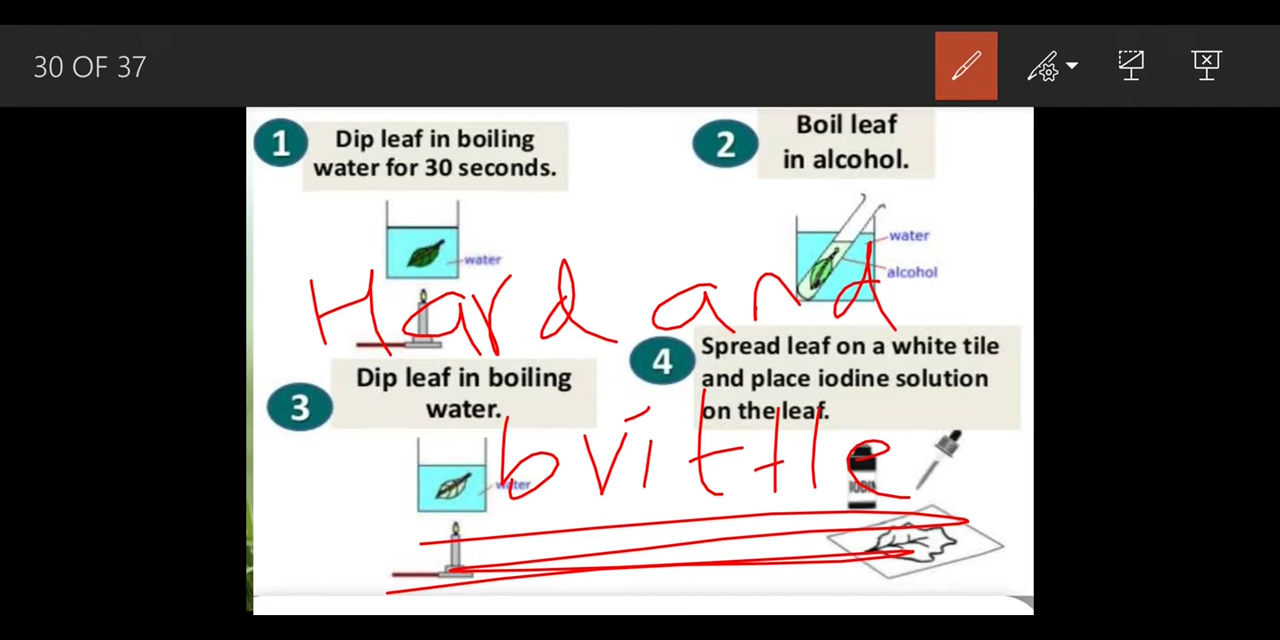 30 OF 37
1
Dip leaf in boiling
water for 30 seconds.
water
2
Boil leaf
in alcohol.
water
alcohol
Hard and
3
Dip leaf in boiling
water.
water
4
Spread leaf on a white tile
and place iodine solution
on the leaf.
IODIN
brittle